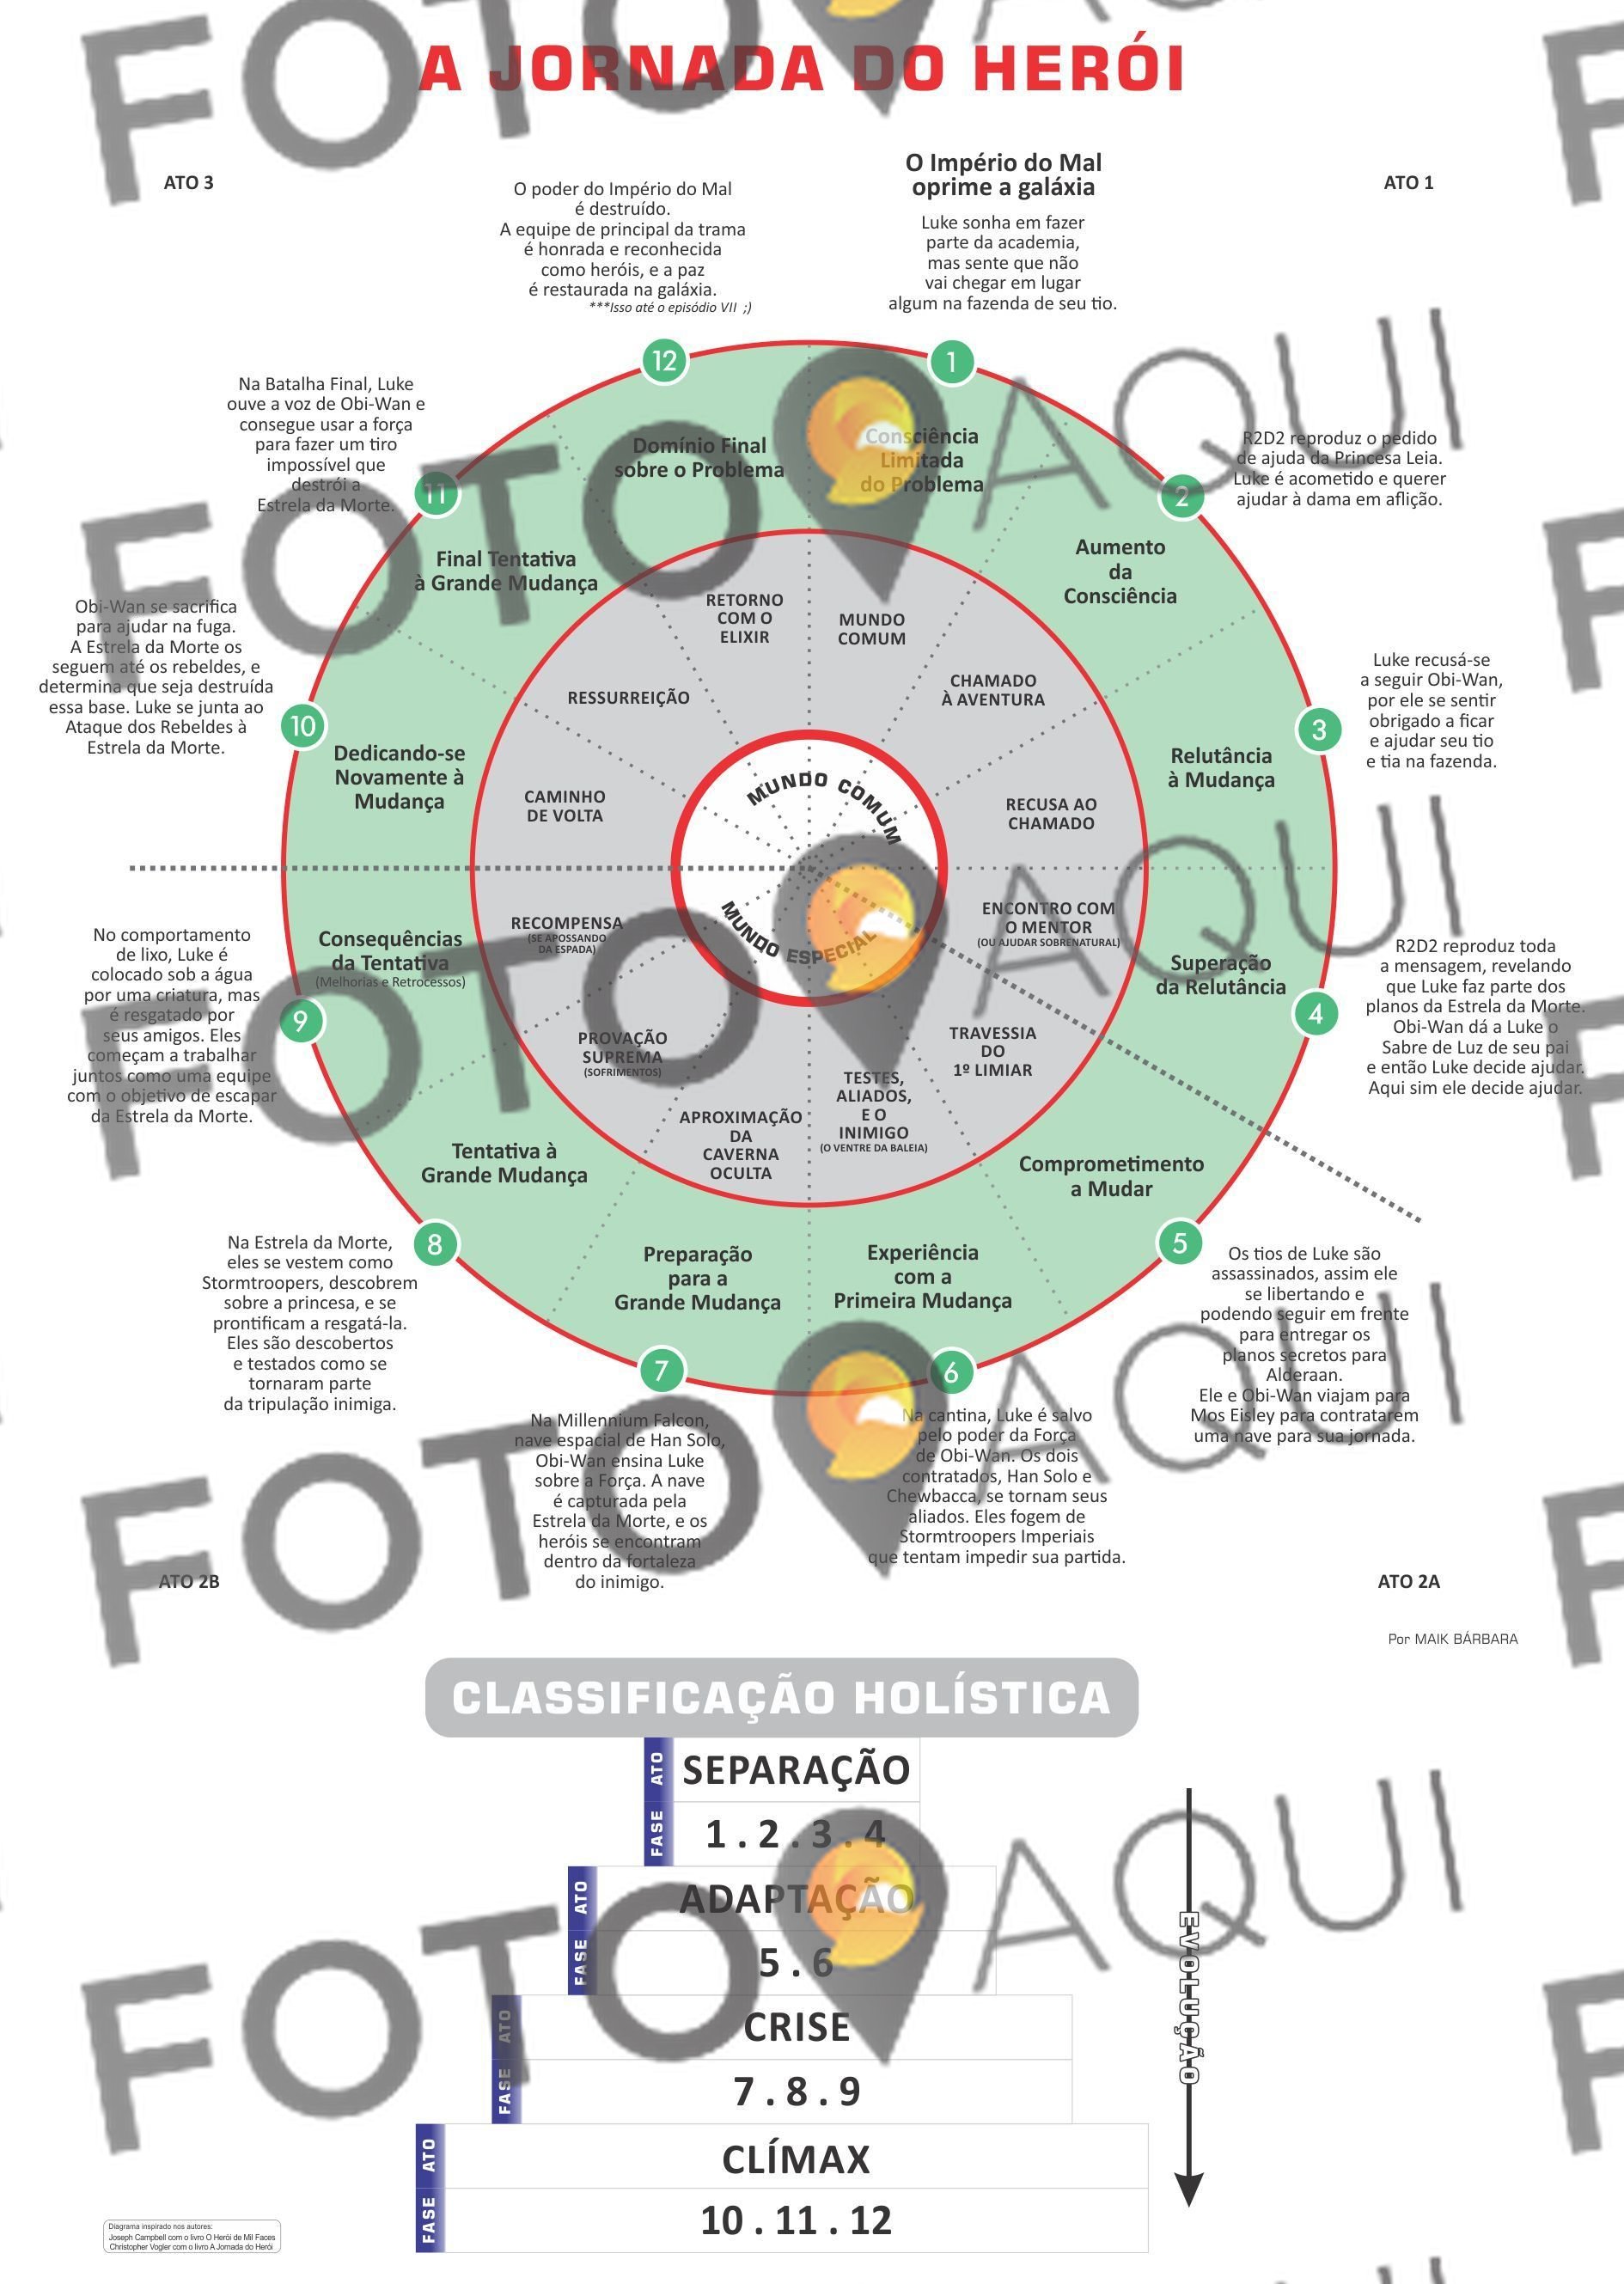 A JORNADA DO HERÓI
ATO 3
ATO 1
O Império do Mal
oprime a galáxia
Luke sonha em fazer
parte da academia,
mas sente que não
vai chegar em lugar
algum na fazenda de seu tio.
O poder do Império do Mal
é destruído.
A equipe de principal da trama
é honrada e reconhecida
como heróis, e a paz
é restaurada na galáxia.
***Isso até o episódio VII ;)
12
1
Na Batalha Final, Luke
ouve a voz de Obi-Wan e
consegue usar a força
para fazer um tiro
impossível que
destrói a
Estrela da Morte.
11
R2D2 reproduz o pedido
de ajuda da Princesa Leia.
Luke é acometido e querer
ajudar à dama em aflição.
2
Domínio Final
sobre o Problema
Consciência
Limitada
do Problema
Final Tentativa
à Grande Mudança
Aumento
da
Consciência
RETORNO
COM O
ELIXIR
MUNDO
COMUM
Obi-Wan se sacrifica
para ajudar na fuga.
A Estrela da Morte os
seguem até os rebeldes, e
determina que seja destruída
essa base. Luke se junta ao
Ataque dos Rebeldes à
Estrela da Morte.
10
RESSURREIÇÃO
CHAMADO
À AVENTURA
Luke recusá-se
a seguir Obi-Wan,
por ele se sentir
obrigado a ficar
e ajudar seu tio
e tia na fazenda.
3
Dedicando-se
Novamente à
Mudança
CAMINHO
DE VOLTA
MUNDO COMUM
RECUSA AO
CHAMADO
Relutância
à Mudança
Consequências
da Tentativa
(Melhorias e Retrocessos)
RECOMPENSA
(SE APOSSANDO
DA ESPADA)
MUNDO ESPECIAL
ENCONTRO COM
O MENTOR
(OU AJUDAR SOBRENATURAL)
Superação
da Relutância
No comportamento
de lixo, Luke é
colocado sob a água
por uma criatura, mas
é resgatado por
seus amigos. Eles
começam a trabalhar
juntos como uma equipe
com o objetivo de escapar
da Estrela da Morte.
9
4
R2D2 reproduz toda
a mensagem, revelando
que Luke faz parte dos
planos da Estrela da Morte.
Obi-Wan dá a Luke o
Sabre de Luz de seu pai
e então Luke decide ajudar.
Aqui sim ele decide ajudar.
PROVAÇÃO
SUPREMA
(SOFRIMENTOS)
TRAVESSIA
DO
1º LIMIAR
APROXIMAÇÃO
DA
CAVERNA
OCULTA
TESTES,
ALIADOS,
E O
INIMIGO
(O VENTRE DA BALEIA)
Tentativa à
Grande Mudança
Comprometimento
a Mudar
8
5
Preparação
para a
Grande Mudança
Experiência
com a
Primeira Mudança
Na Estrela da Morte,
eles se vestem como
Stormtroopers, descobrem
sobre a princesa, e se
prontificam a resgatá-la.
Eles são descobertos
e testados como se
tornaram parte
da tripulação inimiga.
Os tios de Luke são
assassinados, assim ele
se libertando e
podendo seguir em frente
para entregar os
planos secretos para
Alderaan.
Ele e Obi-Wan viajam para
Mos Eisley para contratarem
uma nave para sua jornada.
7
6
Na Millennium Falcon,
nave espacial de Han Solo,
Obi-Wan ensina Luke
sobre a Força. A nave
é capturada pela
Estrela da Morte, e os
heróis se encontram
dentro da fortaleza
do inimigo.
Na cantina, Luke é salvo
pelo poder da Força
de Obi-Wan. Os dois
contratados, Han Solo e
Chewbacca, se tornam seus
aliados. Eles fogem de
Stormtroopers Imperiais
que tentam impedir sua partida.
ATO 2B
ATO 2A
Por MAIK BÁRBARA
CLASSIFICAÇÃO HOLÍSTICA
ATO SEPARAÇÃO
FASE 1 . 2 . 3 . 4
ATO ADAPTAÇÃO
FASE 5 . 6
ATO CRISE
FASE 7 . 8 . 9
ATO CLÍMAX
FASE 10 . 11 . 12
EVOLUÇÃO
Diagrama inspirado nos autores:
Joseph Campbell com o livro O Herói de Mil Faces
Christopher Vogler com o livro A Jornada do Herói
FOTO AQUI
FOTO AQUI
FOTO AQUI
FOTO AQUI